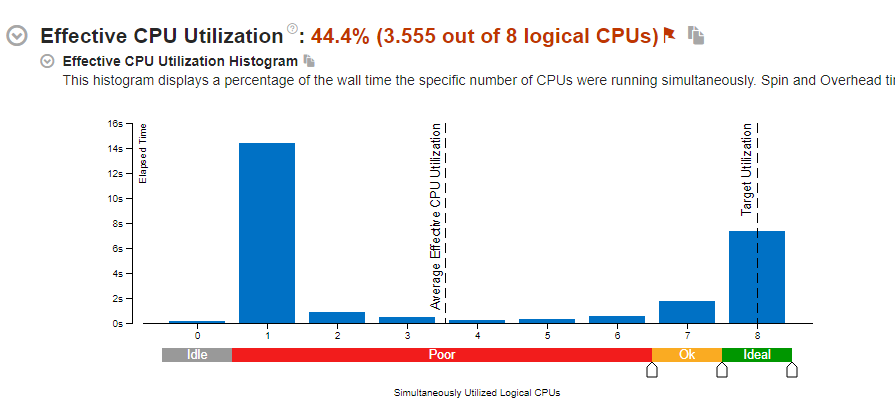 Effective CPU Utilization ?: 44.4% (3.555 out of 8 logical CPUs)
Effective CPU Utilization Histogram
This histogram displays a percentage of the wall time the specific number of CPUs were running simultaneously. Spin and Overhead ti
16s
14s
12s
10s
8s
6s
4s
2s
0s
Elapsed Time
Average Effective CPU Utilization
Target Utilization
0 1 2 3 4 5 6 7 8
Idle Poor Ok Ideal
Simultaneously Utilized Logical CPUs